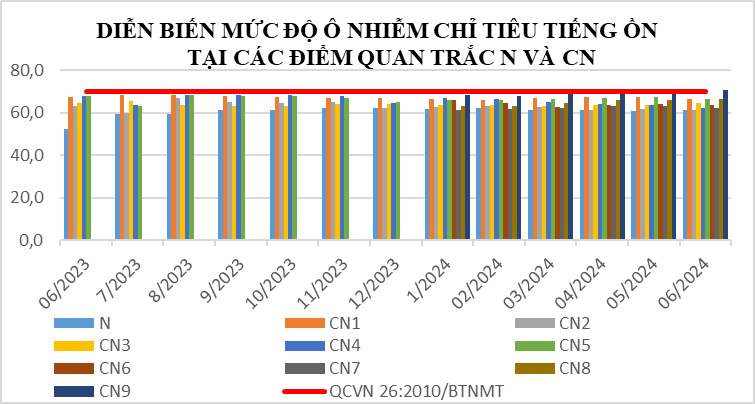 DIỄN BIẾN MỨC ĐỘ Ô NHIỄM CHỈ TIÊU TIẾNG ỒN
TẠI CÁC ĐIỂM QUAN TRẮC N VÀ CN
80,0
60,0
40,0
20,0
0,0
06/2023 7/2023 8/2023 9/2023 10/2023 11/2023 12/2023 1/2024 02/2024 03/2024 04/2024 05/2024 06/2024
N CN1 CN2
CN3 CN4 CN5
CN6 CN7 CN8
CN9 QCVN 26:2010/BTNMT